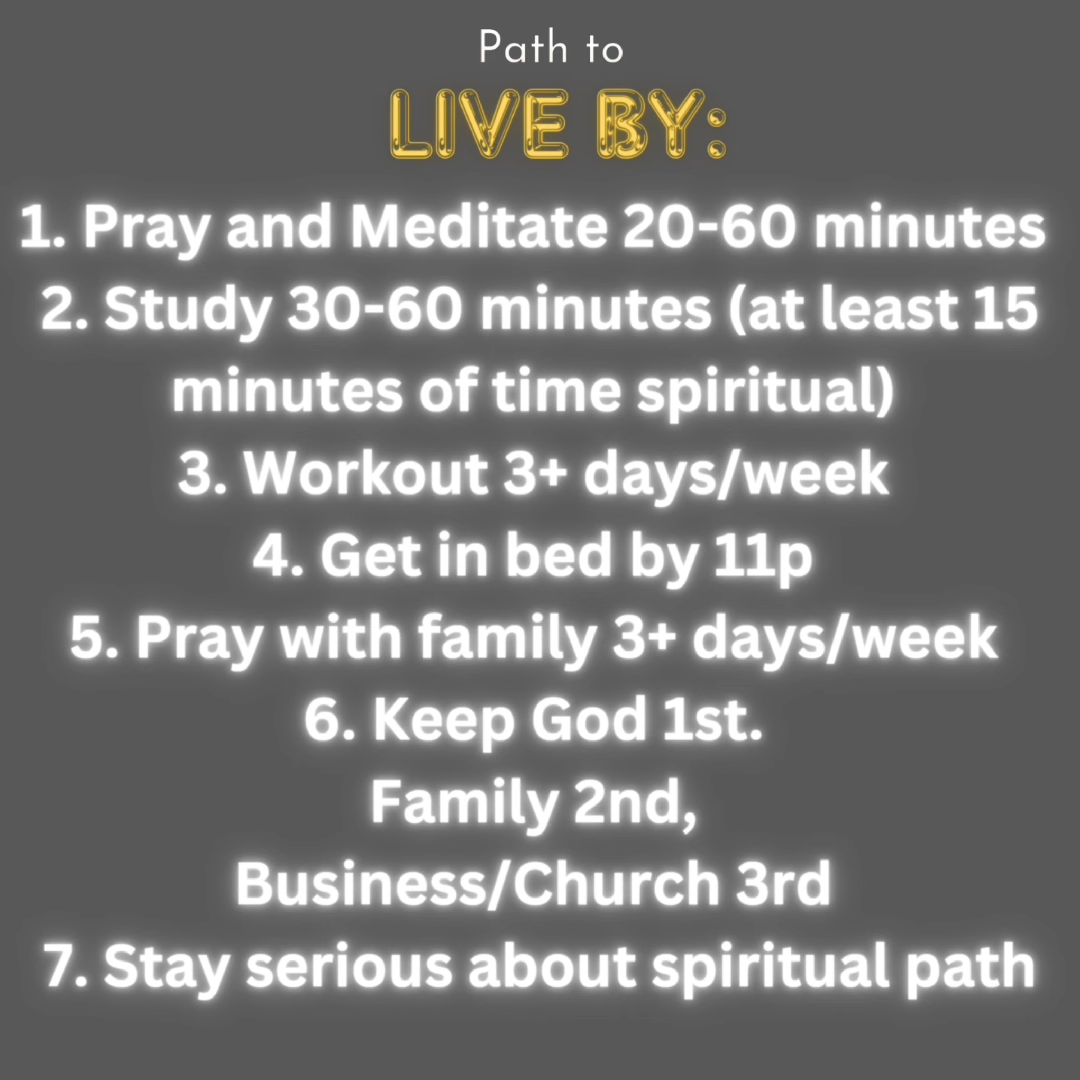 Path to
LIVE BY:
1. Pray and Meditate 20-60 minutes
2. Study 30-60 minutes (at least 15
minutes of time spiritual)
3. Workout 3+ days/week
4. Get in bed by 11p
5. Pray with family 3+ days/week
6. Keep God 1st.
Family 2nd,
Business/Church 3rd
7. Stay serious about spiritual path